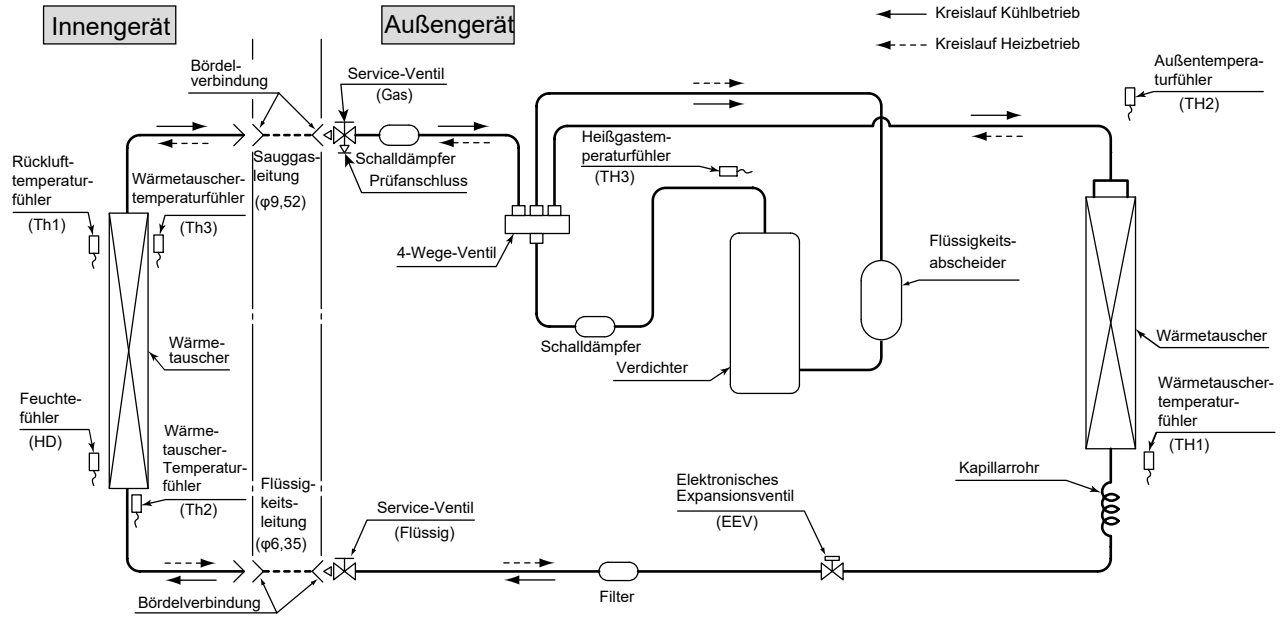 Innengerät
Außengerät
Kreislauf Kühlbetrieb
Kreislauf Heizbetrieb
Bördel-
verbindung
Service-Ventil
(Gas)
Außentempera-
turfühler
(TH2)
Rückluft-
temperatur-
fühler
(Th1)
Wärmetauscher-
temperaturfühler
(Th3)
Sauggas-
leitung
(φ9,52)
Schalldämpfer
Prüfanschluss
Heißgastem-
peraturfühler
(TH3)
4-Wege-Ventil
Flüssigkeits-
abscheider
Schalldämpfer
Verdichter
Wärme-
tauscher
Wärmetauscher
Feuchte-
fühler
(HD)
Wärme-
tauscher-
Temperatur-
fühler
(Th2)
Wärmetauscher-
temperatur-
fühler
(TH1)
Flüssig-
keits-
leitung
(φ6,35)
Service-Ventil
(Flüssig)
Elektronisches
Expansionsventil
(EEV)
Kapillarrohr
Filter
Bördelverbindung